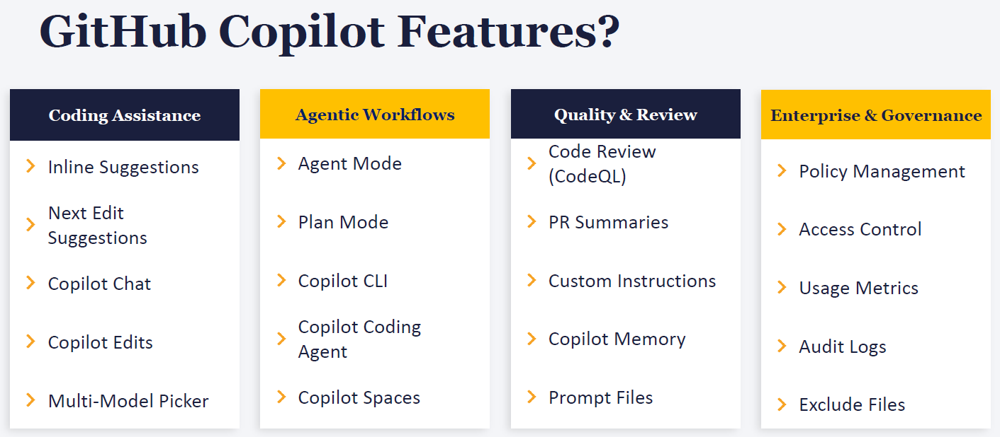 GitHub Copilot Features?
Coding Assistance
Inline Suggestions
Next Edit
Suggestions
Copilot Chat
Copilot Edits
Multi-Model Picker
Agentic Workflows
Agent Mode
Plan Mode
Copilot CLI
Copilot Coding
Agent
Copilot Spaces
Quality & Review
Code Review
(CodeQL)
PR Summaries
Custom Instructions
Copilot Memory
Prompt Files
Enterprise & Governance
Policy Management
Access Control
Usage Metrics
Audit Logs
Exclude Files